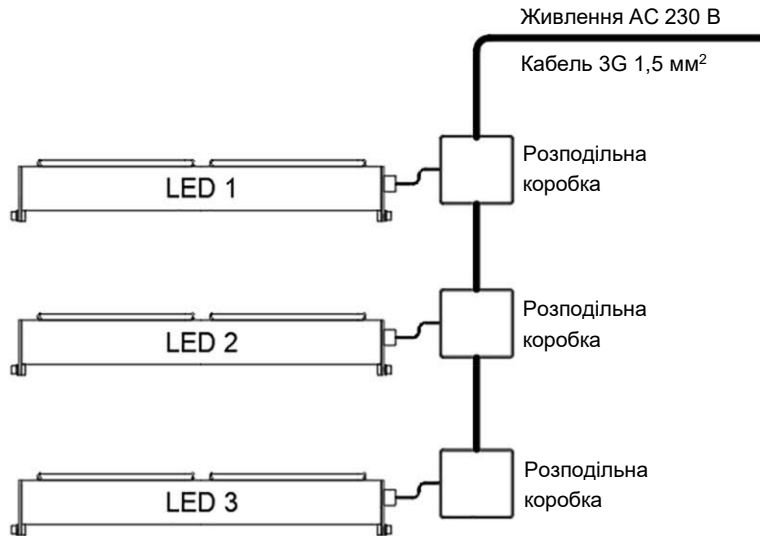 Живлення AC 230 В
Кабель 3G 1,5 мм²
Розподільна
коробка
LED 1
Розподільна
коробка
LED 2
Розподільна
коробка
LED 3